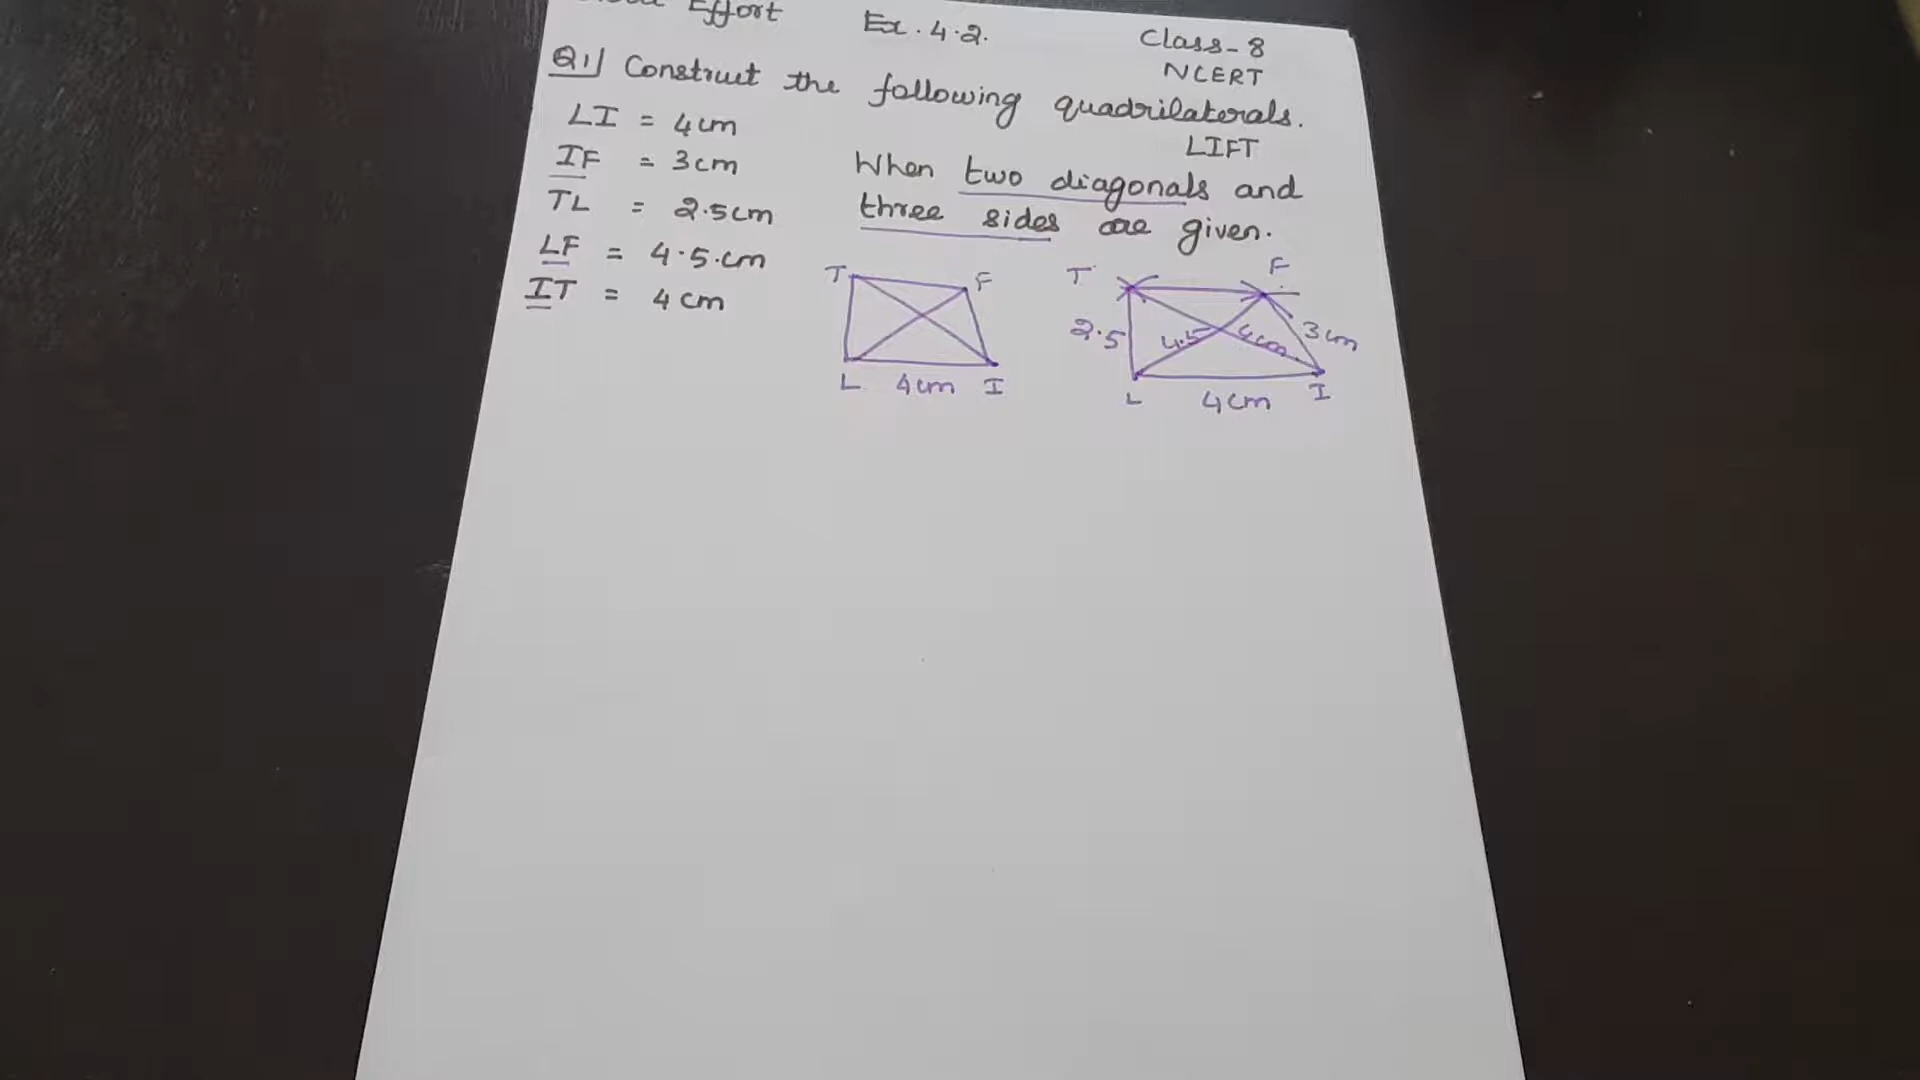 Effort Ex. 4.2. Class-8
NCERT
Q1) Construct the following quadrilaterals.
LIFT
LI = 4cm
IF = 3cm
TL = 2.5cm
LF = 4.5.cm
IT = 4cm
When two diagonals and
three sides are given.
T F
L 4cm I
T F
2.5 4.5 4cm 3cm
L 4cm I